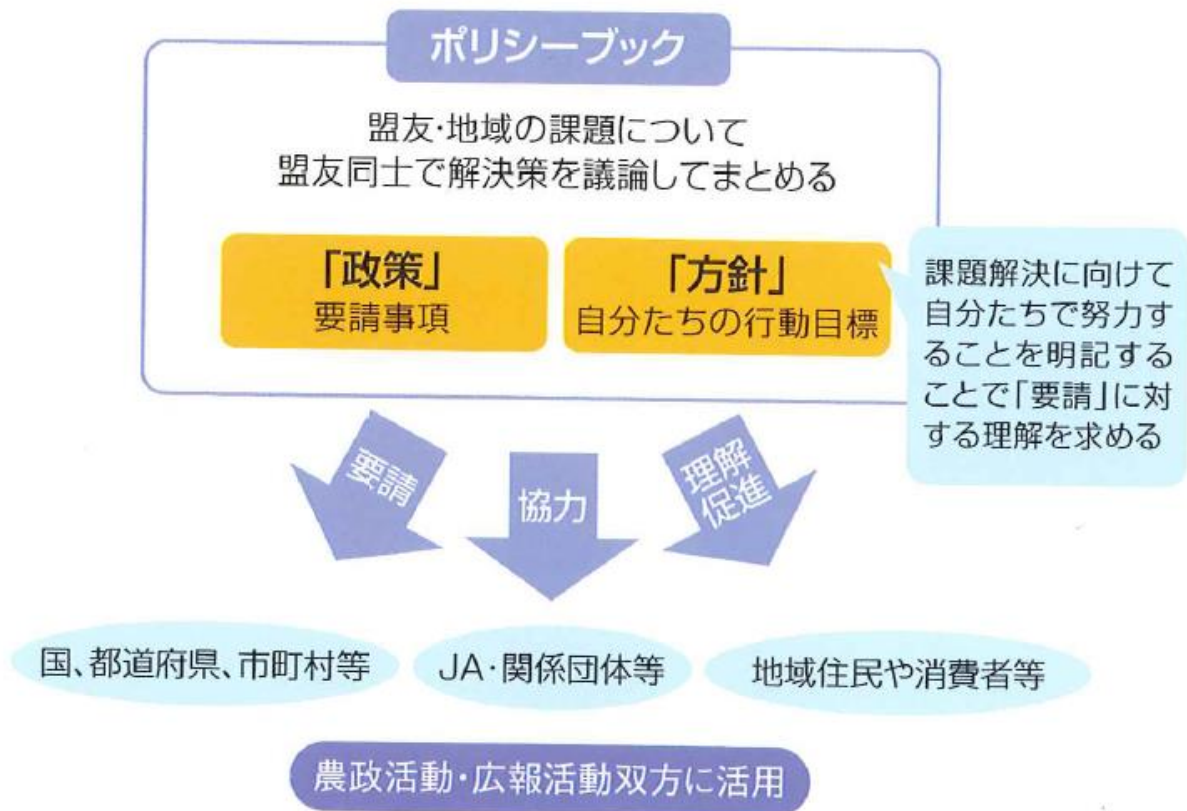 ポリシーブック
盟友・地域の課題について
盟友同士で解決策を議論してまとめる
「政策」
要請事項
「方針」
自分たちの行動目標
課題解決に向けて
自分たちで努力す
ることを明記する
ことで「要請」に対
する理解を求める
要請
協力
理解
促進
国、都道府県、市町村等
JA・関係団体等
地域住民や消費者等
農政活動・広報活動双方に活用